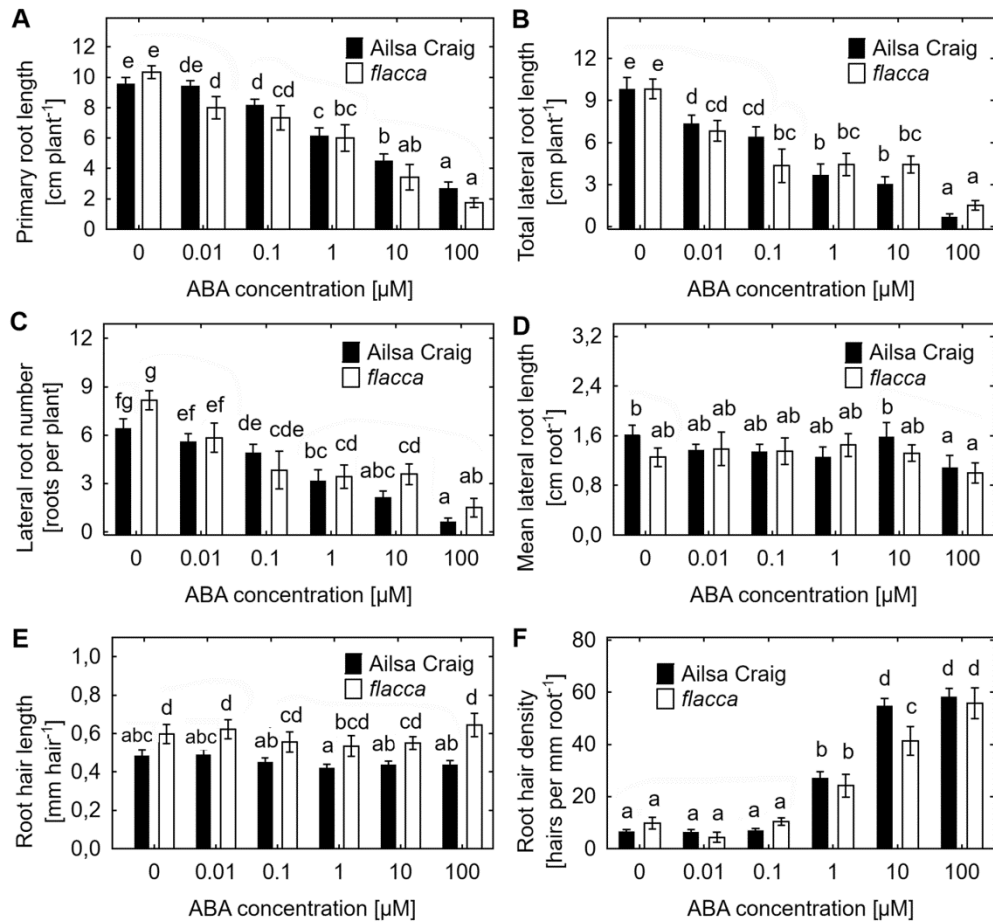 A
Primary root length
[cm plant⁻¹]
12
10
8
6
4
2
0
Ailsa Craig
flacca
e e de d d cd c bc b ab a a
0 0.01 0.1 1 10 100
ABA concentration [µM]
B
Total lateral root length
[cm plant⁻¹]
12
9
6
3
0
Ailsa Craig
flacca
e e d cd cd bc b bc b bc a a
0 0.01 0.1 1 10 100
ABA concentration [µM]
C
Lateral root number
[roots per plant]
9
6
3
0
Ailsa Craig
flacca
fg g ef ef de cde bc cd abc cd a ab
0 0.01 0.1 1 10 100
ABA concentration [µM]
D
Mean lateral root length
[cm root⁻¹]
3,2
2,4
1,6
0,8
0,0
Ailsa Craig
flacca
b ab ab ab ab ab ab ab b ab a a
0 0.01 0.1 1 10 100
ABA concentration [µM]
E
Root hair length
[mm hair⁻¹]
1,0
0,8
0,6
0,4
0,2
0,0
Ailsa Craig
flacca
abc d abc d ab cd a bcd ab cd ab d
0 0.01 0.1 1 10 100
ABA concentration [µM]
F
Root hair density
[hairs per mm root⁻¹]
80
60
40
20
0
Ailsa Craig
flacca
a a a a a a b b d c d d
0 0.01 0.1 1 10 100
ABA concentration [µM]